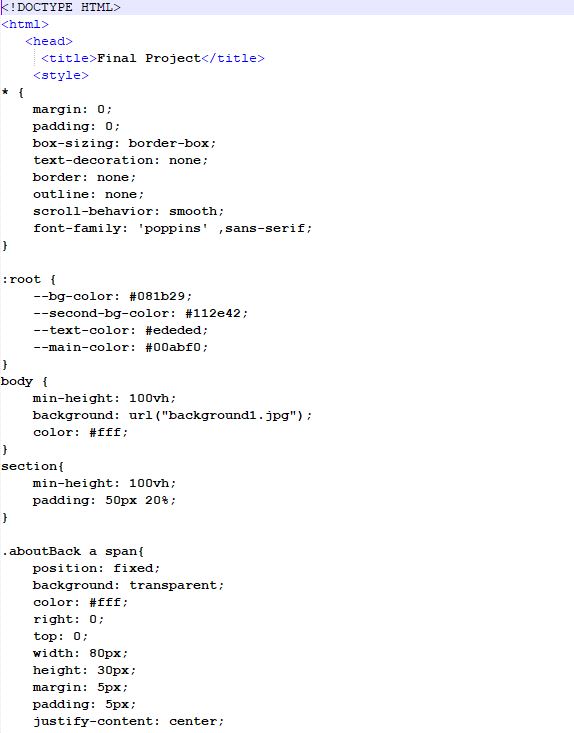 <!DOCTYPE HTML>
<html>
<head>
<title>Final Project</title>
<style>
* {
margin: 0;
padding: 0;
box-sizing: border-box;
text-decoration: none;
border: none;
outline: none;
scroll-behavior: smooth;
font-family: 'poppins' ,sans-serif;
}
:root {
--bg-color: #081b29;
--second-bg-color: #112e42;
--text-color: #ededed;
--main-color: #00abf0;
}
body {
min-height: 100vh;
background: url("background1.jpg");
color: #fff;
}
section{
min-height: 100vh;
padding: 50px 20%;
}
.aboutBack a span{
position: fixed;
background: transparent;
color: #fff;
right: 0;
top: 0;
width: 80px;
height: 30px;
margin: 5px;
padding: 5px;
justify-content: center;